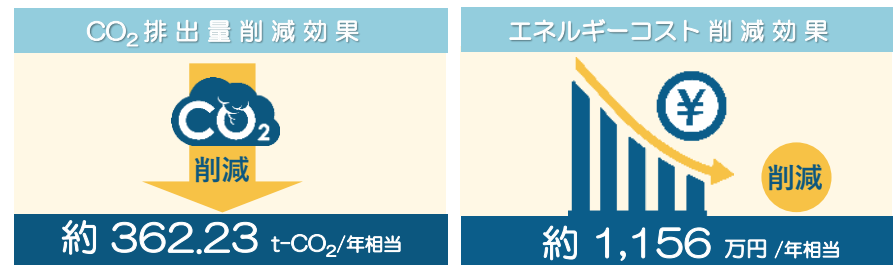 CO₂排出量削減効果
CO₂
削減
約 362.23 t-CO₂/年相当
エネルギーコスト削減効果
¥
削減
約 1,156 万円 /年相当